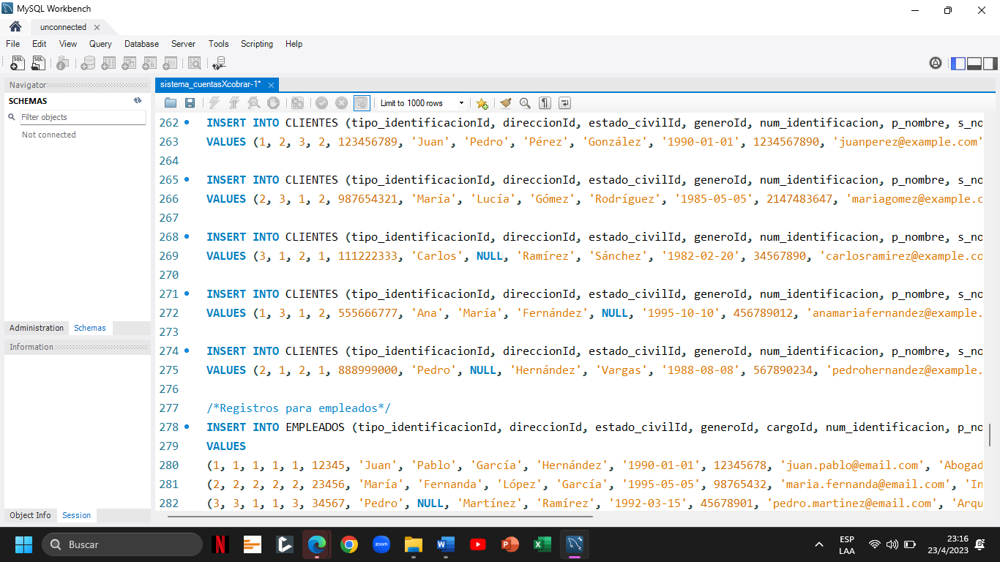 MySQL Workbench
unconnected
File Edit View Query Database Server Tools Scripting Help
Navigator
SCHEMAS
Filter objects
Not connected
Administration Schemas
Information
Object Info Session
sistema_cuentasXcobrar-1*
Limit to 1000 rows
262 INSERT INTO CLIENTES (tipo_identificacionId, direccionId, estado_civilId, generoId, num_identificacion, p_nombre, s_no
263 VALUES (1, 2, 3, 2, 123456789, 'Juan', 'Pedro', 'Pérez', 'González', '1990-01-01', 1234567890, 'juanperez@example.com'
264
265 INSERT INTO CLIENTES (tipo_identificacionId, direccionId, estado_civilId, generoId, num_identificacion, p_nombre, s_no
266 VALUES (2, 3, 1, 2, 987654321, 'María', 'Lucía', 'Gómez', 'Rodríguez', '1985-05-05', 2147483647, 'mariagomez@example.c
267
268 INSERT INTO CLIENTES (tipo_identificacionId, direccionId, estado_civilId, generoId, num_identificacion, p_nombre, s_no
269 VALUES (3, 1, 2, 1, 111222333, 'Carlos', NULL, 'Ramírez', 'Sánchez', '1982-02-20', 34567890, 'carlosramirez@example.co
270
271 INSERT INTO CLIENTES (tipo_identificacionId, direccionId, estado_civilId, generoId, num_identificacion, p_nombre, s_no
272 VALUES (1, 3, 1, 2, 555666777, 'Ana', 'María', 'Fernández', NULL, '1995-10-10', 456789012, 'anamariafernandez@example.
273
274 INSERT INTO CLIENTES (tipo_identificacionId, direccionId, estado_civilId, generoId, num_identificacion, p_nombre, s_no
275 VALUES (2, 1, 2, 1, 888999000, 'Pedro', NULL, 'Hernández', 'Vargas', '1988-08-08', 567890234, 'pedrohernandez@example.
276
277 /*Registros para empleados*/
278 INSERT INTO EMPLEADOS (tipo_identificacionId, direccionId, estado_civilId, generoId, cargoId, num_identificacion, p_no
279 VALUES
280 (1, 1, 1, 1, 1, 12345, 'Juan', 'Pablo', 'García', 'Hernández', '1990-01-01', 12345678, 'juan.pablo@email.com', 'Abogad
281 (2, 2, 2, 2, 2, 23456, 'María', 'Fernanda', 'López', 'García', '1995-05-05', 98765432, 'maria.fernanda@email.com', 'In
282 (3, 3, 1, 1, 3, 34567, 'Pedro', NULL, 'Martínez', 'Ramírez', '1992-03-15', 45678901, 'pedro.martinez@email.com', 'Arqu
Buscar
zoom
ESP
LAA
23:16
23/4/2023